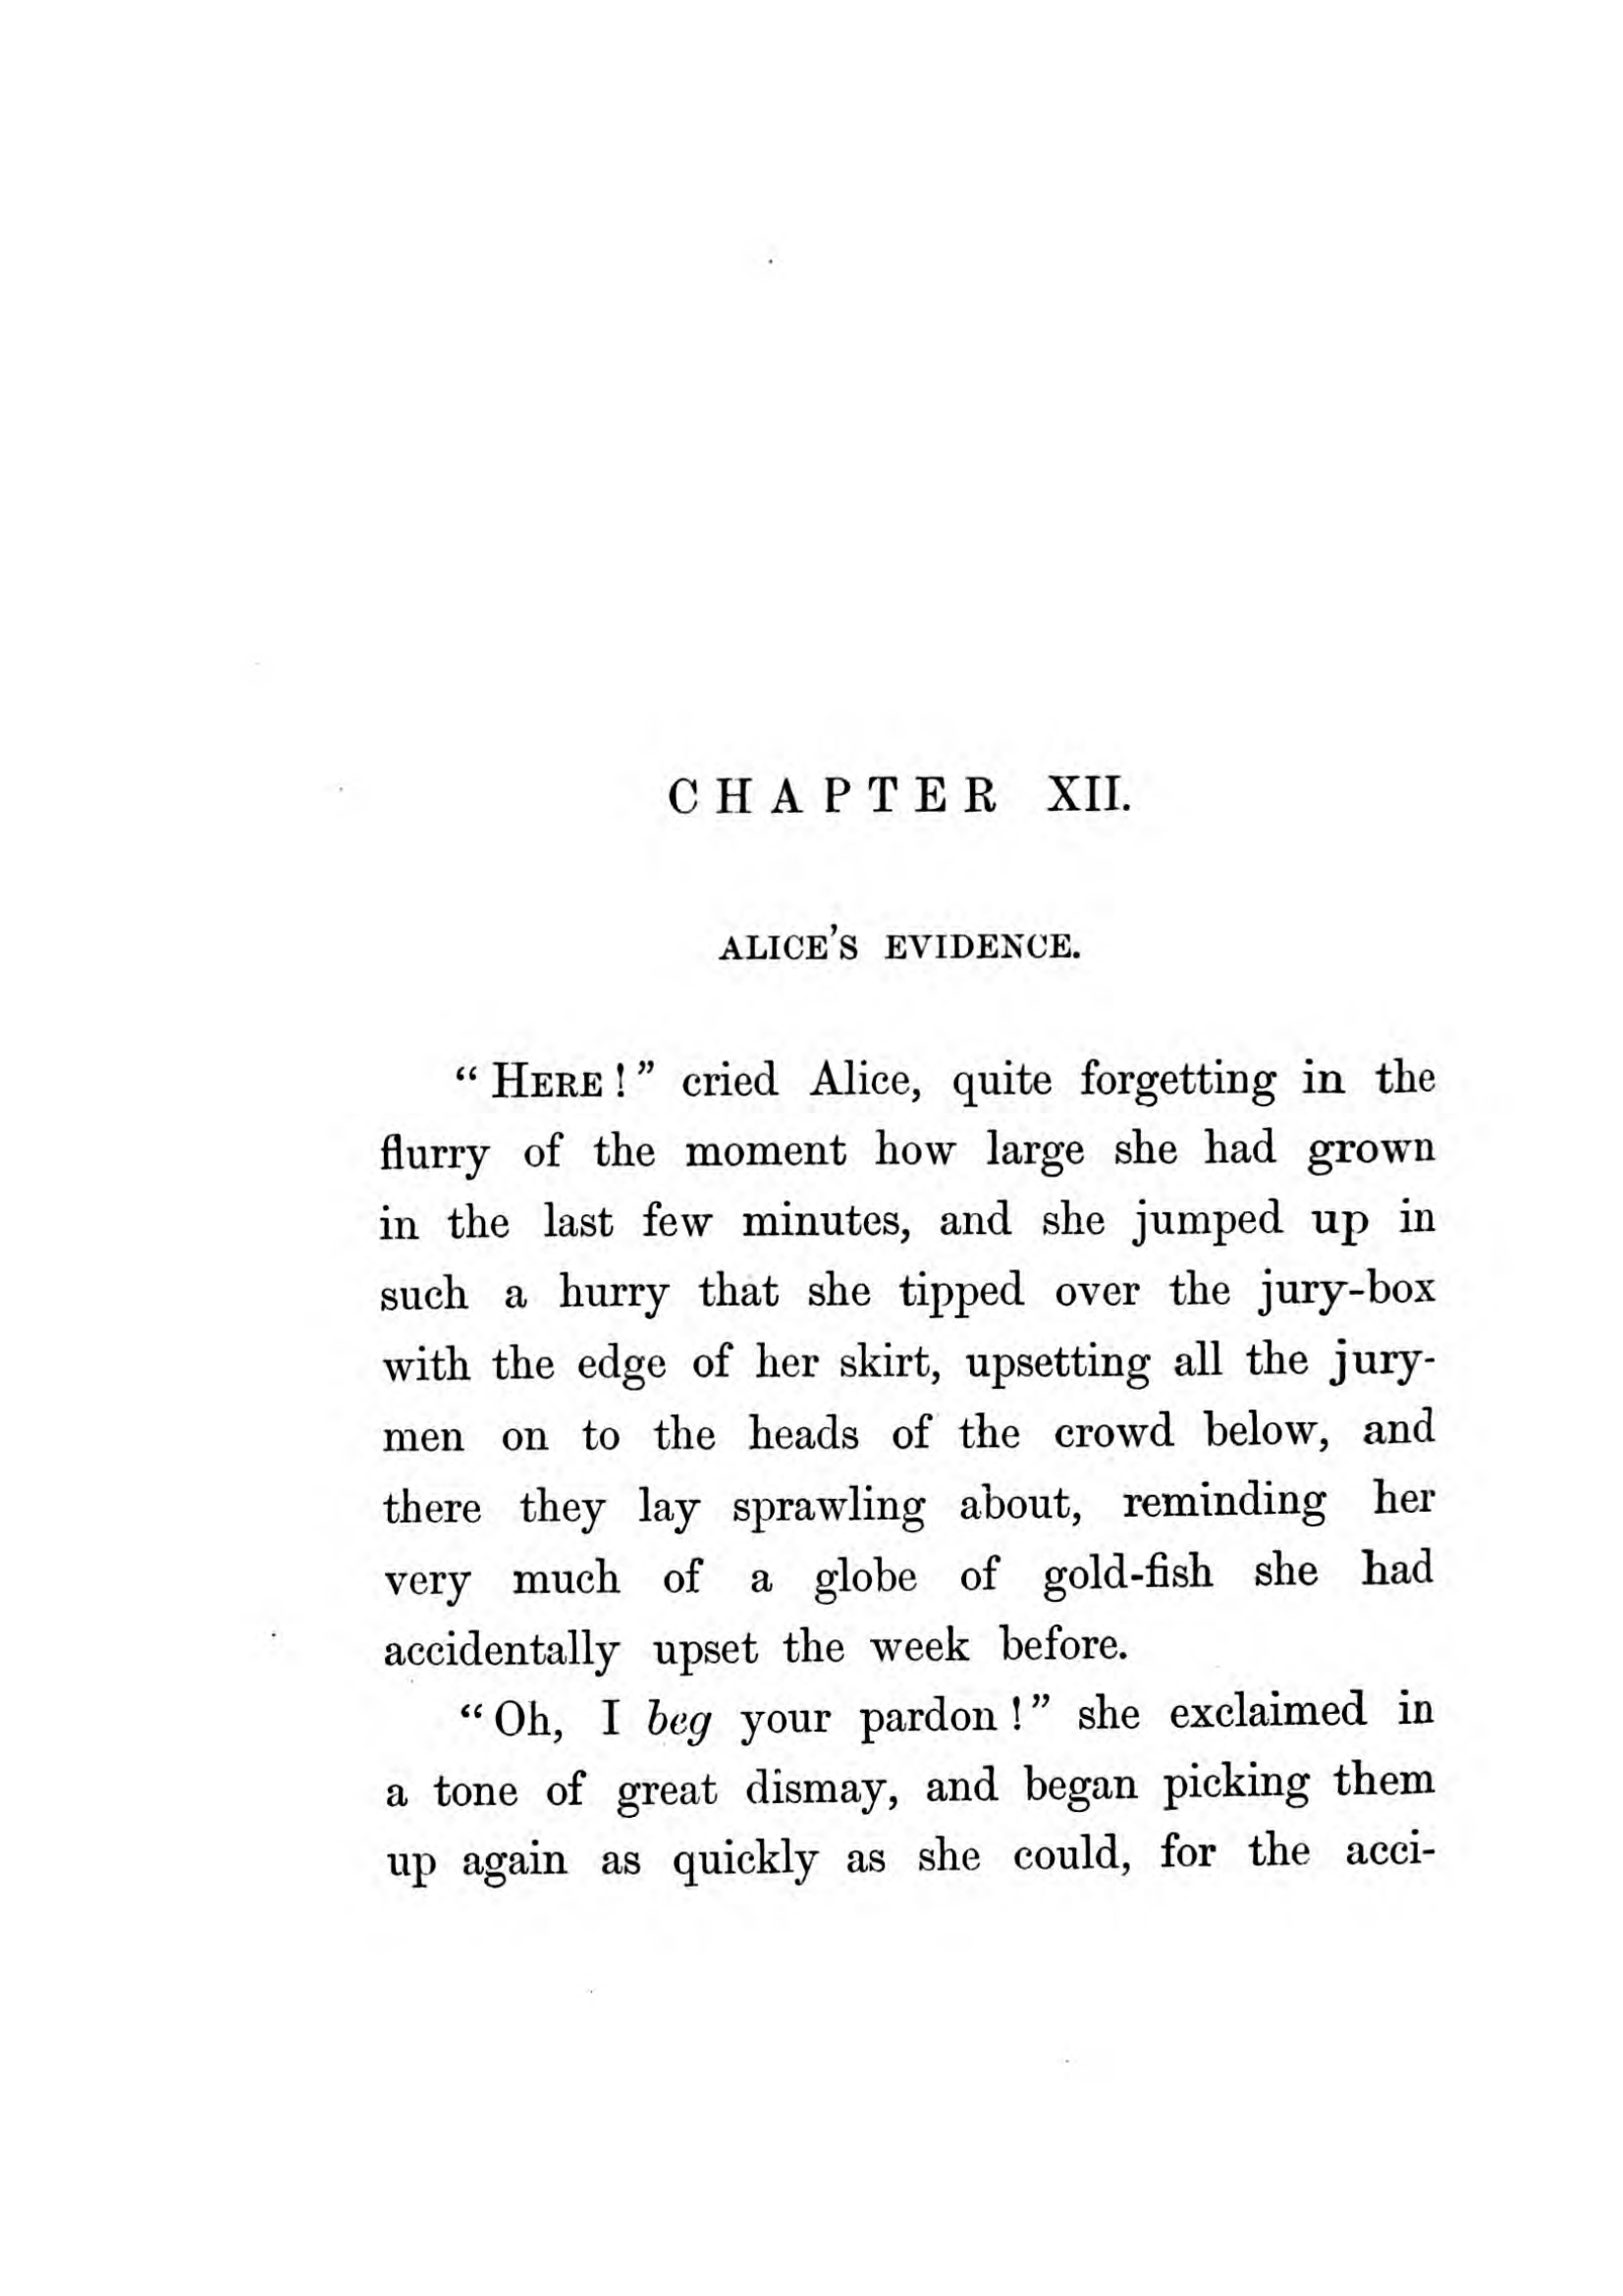 CHAPTER XII.
ALICE'S EVIDENCE.
“HERE!” cried Alice, quite forgetting in the
flurry of the moment how large she had grown
in the last few minutes, and she jumped up in
such a hurry that she tipped over the jury-box
with the edge of her skirt, upsetting all the jury-
men on to the heads of the crowd below, and
there they lay sprawling about, reminding her
very much of a globe of gold-fish she had
accidentally upset the week before.
“Oh, I beg your pardon!” she exclaimed in
a tone of great dismay, and began picking them
up again as quickly as she could, for the acci-